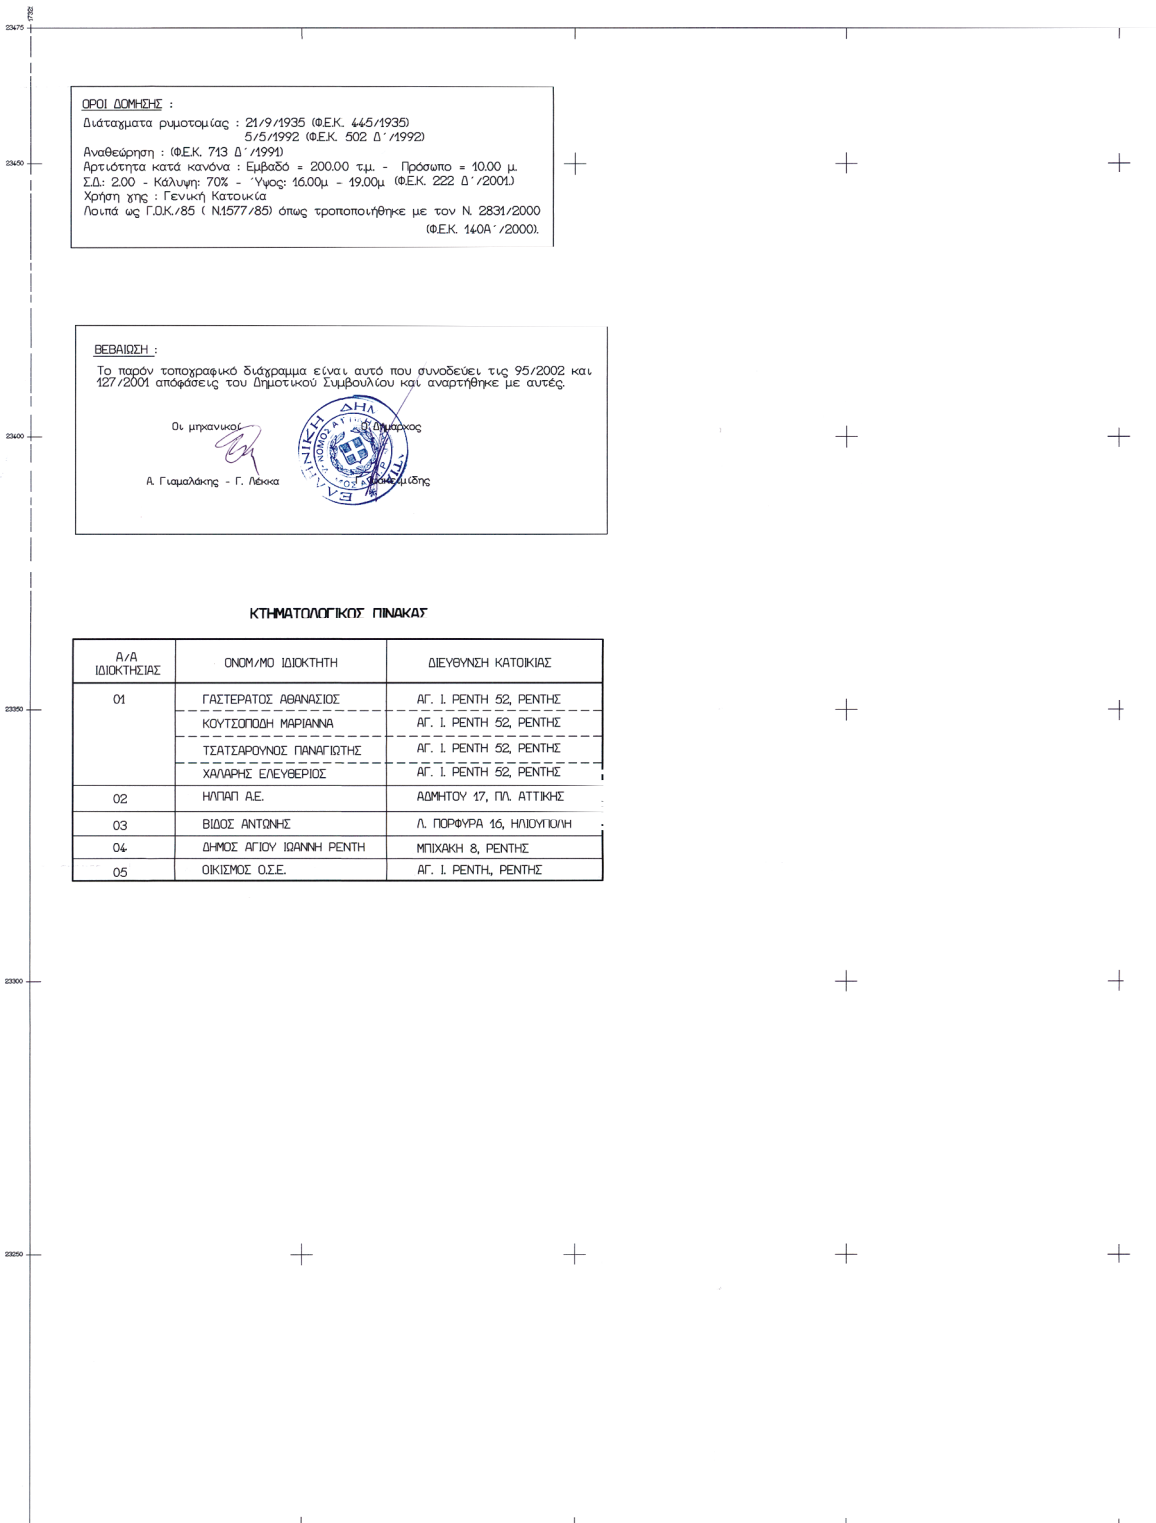 17321
23475
ΟΡΟΙ ΔΟΜΗΣΗΣ :
Διάταγματα ρυμοτομίας : 21/9/1935 (Φ.Ε.Κ. 445/1935)
5/5/1992 (Φ.Ε.Κ. 502 Δ΄/1992)
Αναθεώρηση : (Φ.Ε.Κ. 713 Δ΄/1991)
23450
Αρτιότητα κατά κανόνα : Εμβαδό = 200.00 τ.μ. - Πρόσωπο = 10.00 μ.
Σ.Δ.: 2.00 - Κάλυψη: 70% - Ύψος: 16.00μ - 19.00μ (Φ.Ε.Κ. 222 Δ΄/2001.)
Χρήση γης : Γενική Κατοικία
Λοιπά ως Γ.Ο.Κ./85 ( Ν.1577/85) όπως τροποποιήθηκε με τον Ν. 2831/2000
(Φ.Ε.Κ. 140Α΄/2000).
ΒΕΒΑΙΩΣΗ :
Το παρόν τοπογραφικό διάγραμμα είναι αυτό που συνοδεύει τις 95/2002 και
127/2001 απόφάσεις του Δημοτικού Συμβουλίου και αναρτήθηκε με αυτές.
Οι μηχανικοί Ο Δήμαρχος
23400
ΕΛΛΗΝΙΚΗ ΔΗΜ
ΝΟΜΟΣ ΑΤΤΙΚΗΣ
Α. Γιαμαλάκης - Γ. Λέκκα
ΚΤΗΜΑΤΟΛΟΓΙΚΟΣ ΠΙΝΑΚΑΣ
Α/Α ΙΔΙΟΚΤΗΣΙΑΣ ΟΝΟΜ/ΜΟ ΙΔΙΟΚΤΗΤΗ ΔΙΕΥΘΥΝΣΗ ΚΑΤΟΙΚΙΑΣ
01 ΓΑΣΤΕΡΑΤΟΣ ΑΘΑΝΑΣΙΟΣ ΑΓ. Ι. ΡΕΝΤΗ 52, ΡΕΝΤΗΣ
23350
ΚΟΥΤΣΟΠΟΔΗ ΜΑΡΙΑΝΝΑ ΑΓ. Ι. ΡΕΝΤΗ 52, ΡΕΝΤΗΣ
ΤΣΑΤΣΑΡΟΥΝΟΣ ΠΑΝΑΓΙΩΤΗΣ ΑΓ. Ι. ΡΕΝΤΗ 52, ΡΕΝΤΗΣ
ΧΑΛΑΡΗΣ ΕΛΕΥΘΕΡΙΟΣ ΑΓ. Ι. ΡΕΝΤΗ 52, ΡΕΝΤΗΣ
02 ΗΛΠΑΠ Α.Ε. ΑΔΜΗΤΟΥ 17, ΠΛ. ΑΤΤΙΚΗΣ
03 ΒΙΔΟΣ ΑΝΤΩΝΗΣ Λ. ΠΟΡΦΥΡΑ 16, ΗΛΙΟΥΠΟΛΗ
04 ΔΗΜΟΣ ΑΓΙΟΥ ΙΩΑΝΝΗ ΡΕΝΤΗ ΜΠΙΧΑΚΗ 8, ΡΕΝΤΗΣ
05 ΟΙΚΙΣΜΟΣ Ο.Σ.Ε. ΑΓ. Ι. ΡΕΝΤΗ, ΡΕΝΤΗΣ
23300
23250